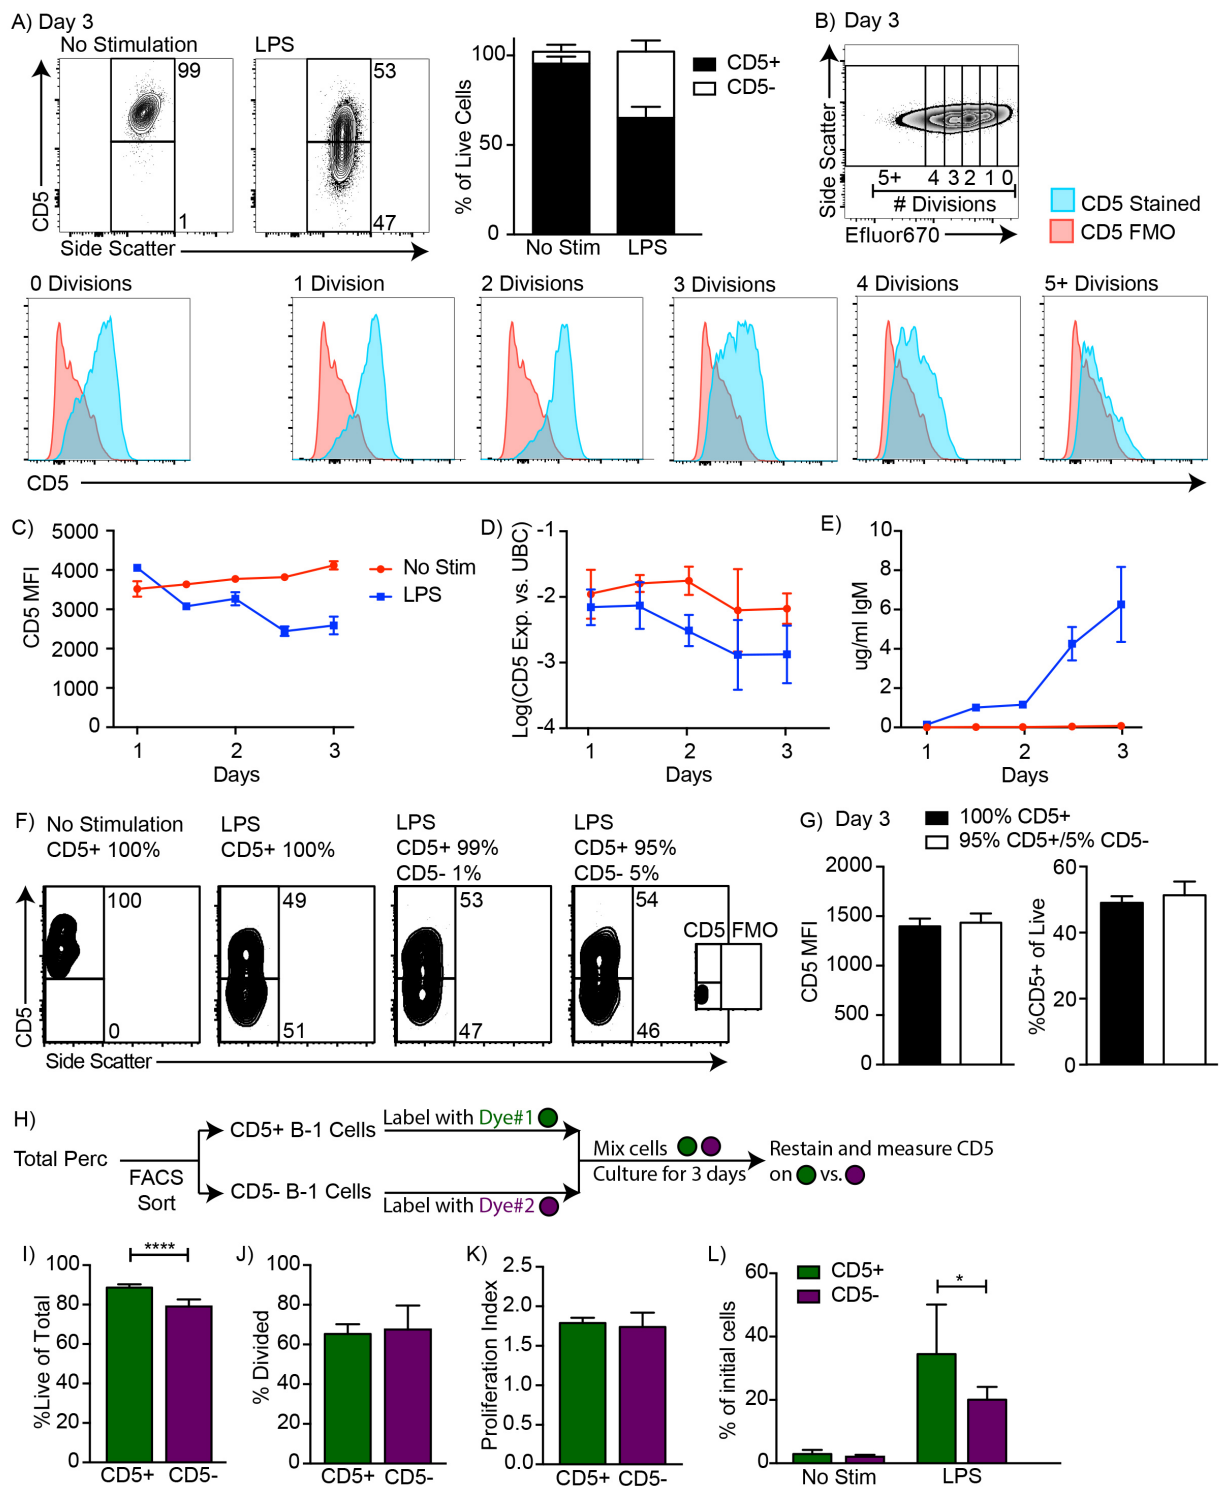 A) Day 3
No Stimulation
LPS
99
1
53
47
CD5
Side Scatter
% of Live Cells
100
50
0
No Stim
LPS
CD5+
CD5-
B) Day 3
Side Scatter
5+ 4 3 2 1 0
# Divisions
Efluor670
CD5 Stained
CD5 FMO
0 Divisions
1 Division
2 Divisions
3 Divisions
4 Divisions
5+ Divisions
CD5
C)
CD5 MFI
5000
4000
3000
2000
1000
0
1 2 3
Days
No Stim
LPS
D)
Log(CD5 Exp. vs. UBC)
-1
-2
-3
-4
1 2 3
Days
E)
ug/ml IgM
10
8
6
4
2
0
1 2 3
Days
F)
No Stimulation
CD5+ 100%
LPS
CD5+ 100%
LPS
CD5+ 99%
CD5- 1%
LPS
CD5+ 95%
CD5- 5%
100
0
49
51
53
47
54
46
CD5 FMO
CD5
Side Scatter
G) Day 3
100% CD5+
95% CD5+/5% CD5-
CD5 MFI
2000
1500
1000
500
0
%CD5+ of Live
60
40
20
0
H)
Total Perc
FACS
Sort
CD5+ B-1 Cells
CD5- B-1 Cells
Label with Dye#1
Label with Dye#2
Mix cells
Culture for 3 days
Restain and measure CD5
on vs.
I)
%Live of Total
100
80
60
40
20
0
****
CD5+ CD5-
J)
% Divided
100
80
60
40
20
0
CD5+ CD5-
K)
Proliferation Index
2.5
2.0
1.5
1.0
0.5
0.0
CD5+ CD5-
L)
% of initial cells
60
40
20
0
CD5+
CD5-
*
No Stim
LPS